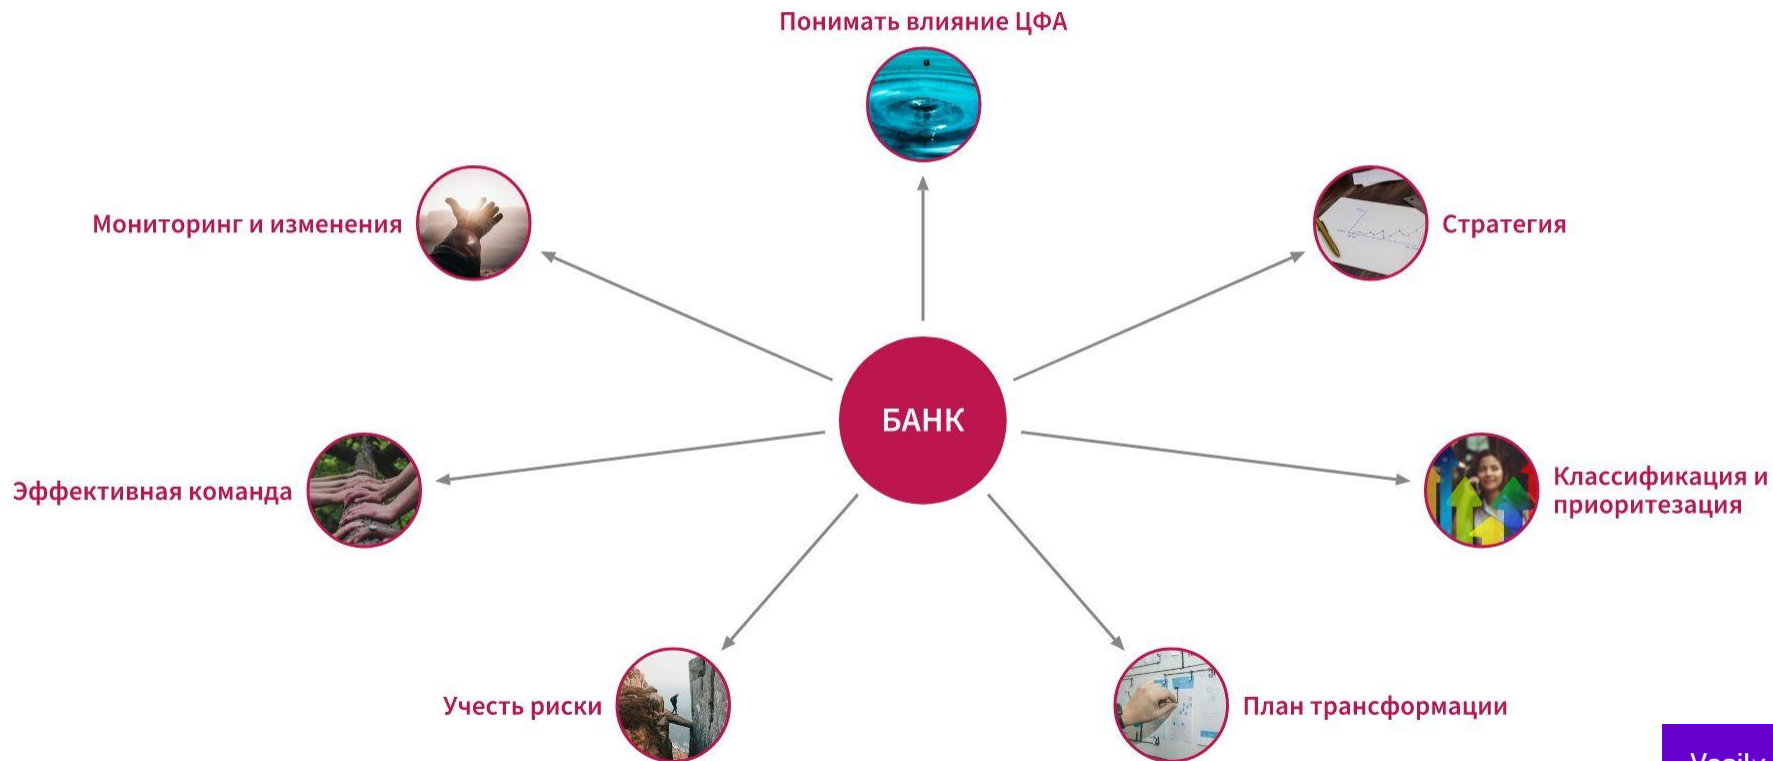 Понимать влияние ЦФА
Мониторинг и изменения
Стратегия
БАНК
Эффективная команда
Классификация и
приоритезация
Учесть риски
План трансформации